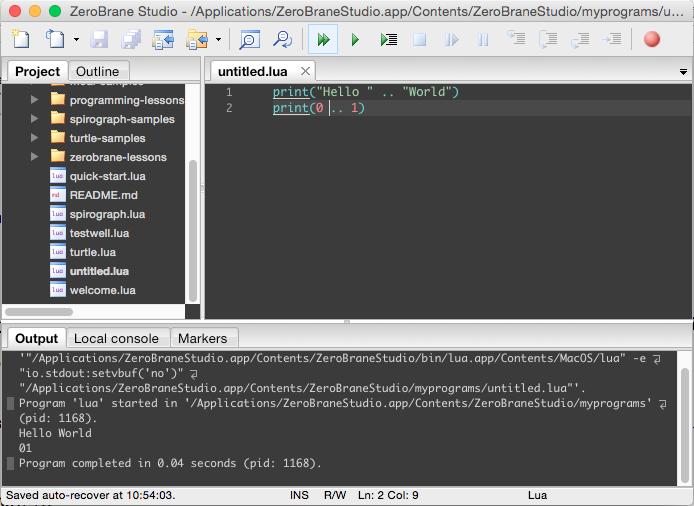 ZeroBrane Studio - /Applications/ZeroBraneStudio.app/Contents/ZeroBraneStudio/myprograms/u...
Project
Outline
programming-lessons
spirograph-samples
turtle-samples
zerobrane-lessons
quick-start.lua
README.md
spirograph.lua
testwell.lua
turtle.lua
untitled.lua
welcome.lua
untitled.lua
1 print("Hello " .. "World")
2 print(0 .. 1)
Output
Local console
Markers
'"/Applications/ZeroBraneStudio.app/Contents/ZeroBraneStudio/bin/lua.app/Contents/MacOS/lua" -e
"io.stdout:setvbuf('no')"
"/Applications/ZeroBraneStudio.app/Contents/ZeroBraneStudio/myprograms/untitled.lua"'.
Program 'lua' started in '/Applications/ZeroBraneStudio.app/Contents/ZeroBraneStudio/myprograms'
(pid: 1168).
Hello World
01
Program completed in 0.04 seconds (pid: 1168).
Saved auto-recover at 10:54:03.
INS
R/W
Ln: 2 Col: 9
Lua